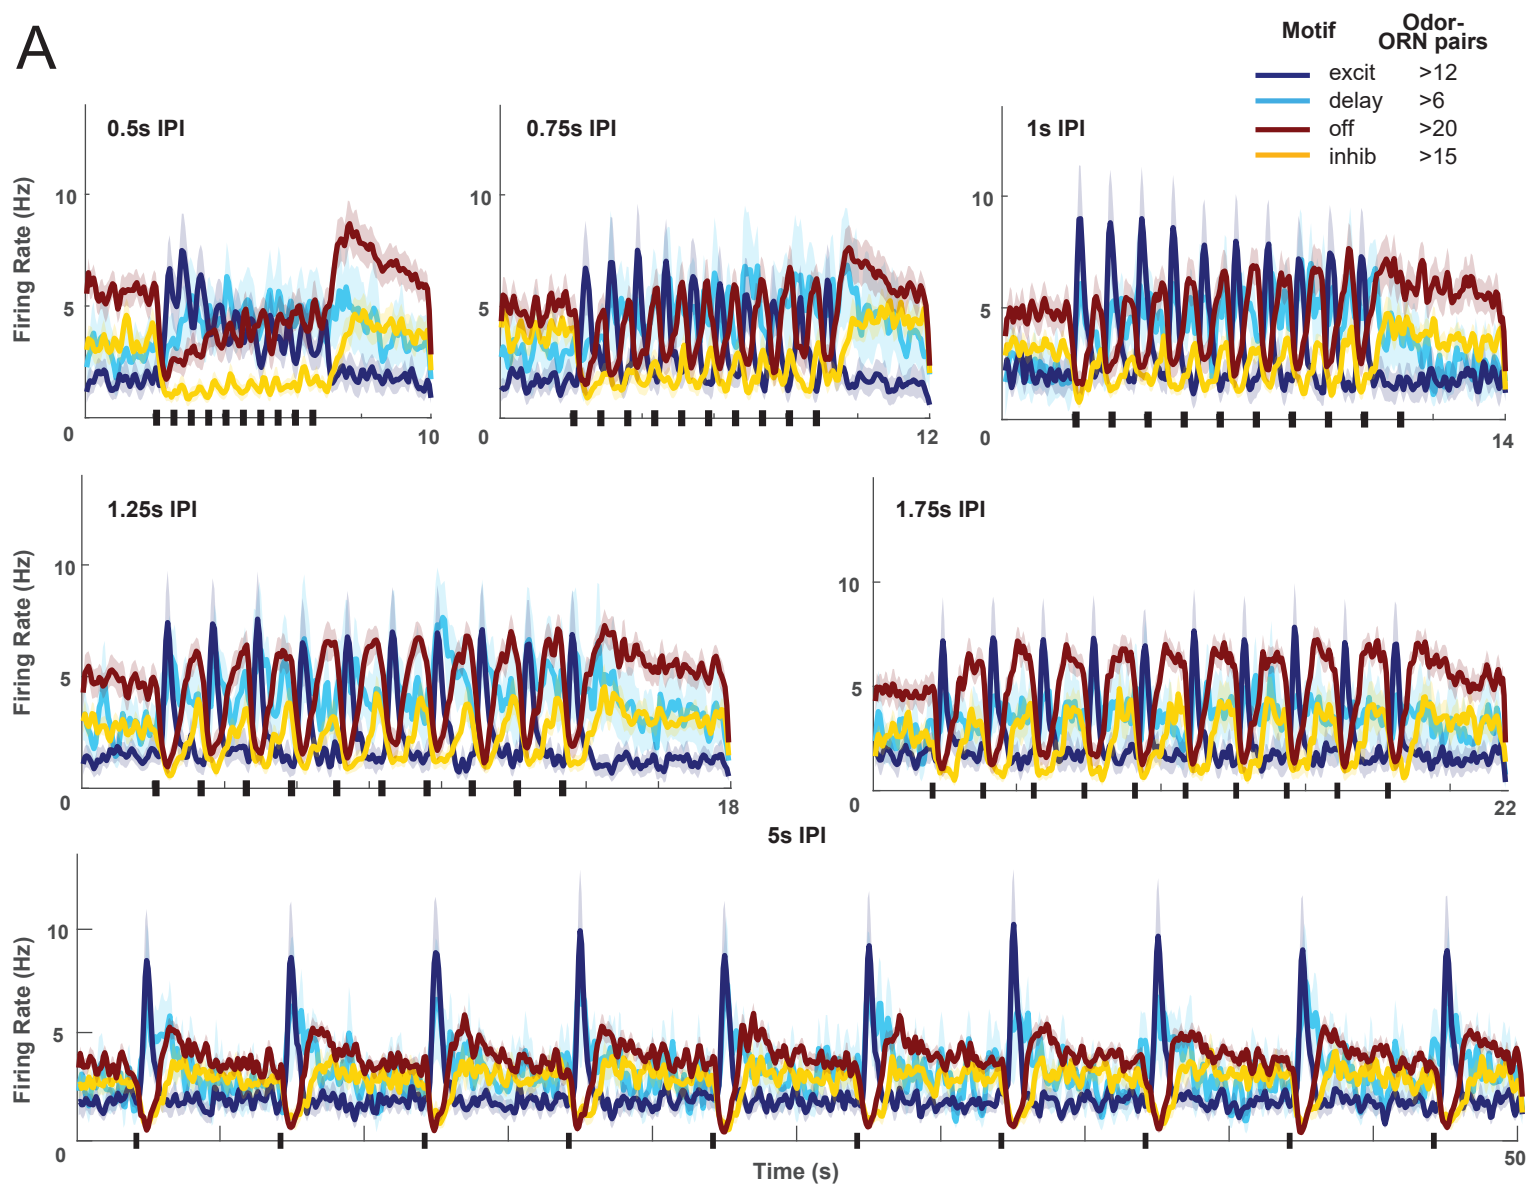 A
Motif
Odor-
ORN pairs
excit >12
delay >6
off >20
inhib >15
0.5s IPI
0.75s IPI
1s IPI
Firing Rate (Hz)
10
5
0
10
10
5
0
12
10
5
0
14
1.25s IPI
1.75s IPI
Firing Rate (Hz)
10
5
0
18
10
5
0
22
5s IPI
Firing Rate (Hz)
10
5
0
50
Time (s)